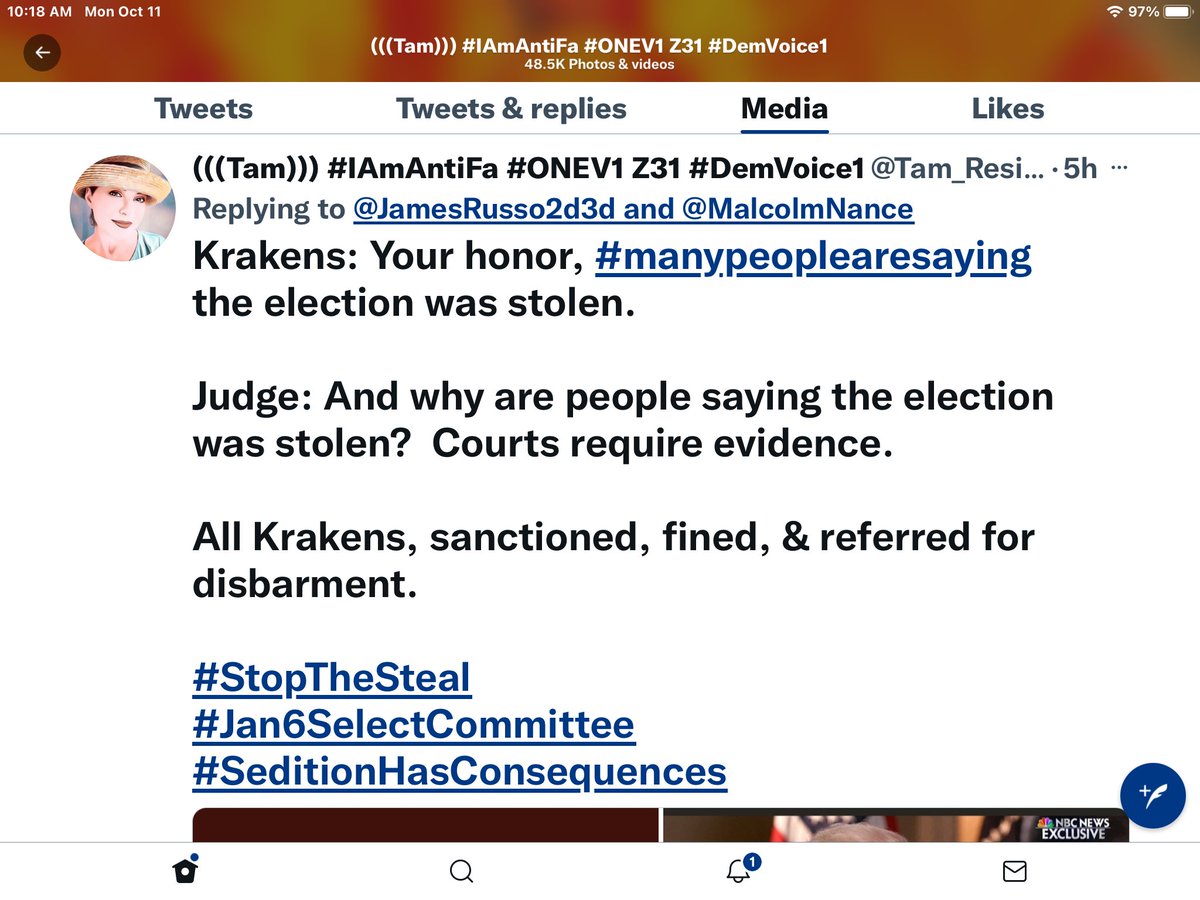 10:18 AM Mon Oct 11
97%
(((Tam))) #IAmAntiFa #ONEV1 Z31 #DemVoice1
48.5K Photos & videos
Tweets Tweets & replies Media Likes
(((Tam))) #IAmAntiFa #ONEV1 Z31 #DemVoice1 @Tam_Resi... · 5h ...
Replying to @JamesRusso2d3d and @MalcolmNance
Krakens: Your honor, #manypeoplearesaying
the election was stolen.
Judge: And why are people saying the election
was stolen?  Courts require evidence.
All Krakens, sanctioned, fined, & referred for
disbarment.
#StopTheSteal
#Jan6SelectCommittee
#SeditionHasConsequences
NBC NEWS
EXCLUSIVE
1